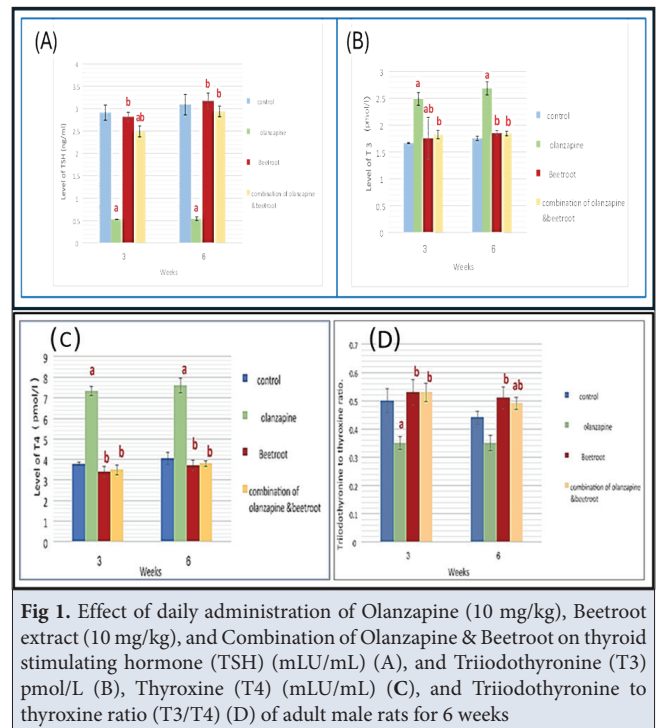 (A)
Level of TSH (ng/ml)
4
3.5
3
2.5
2
1.5
1
0.5
0
a
b
ab
a
b
b
3
6
Weeks
control
olanzapine
Beetroot
combination of olanzapine
&beetroot
(B)
Level of T 3 (pmol/l)
3
2.5
2
1.5
1
0.5
0
a
ab
b
a
b
b
3
6
Weeks
control
olanzapine
Beetroot
combination of olanzapine
&beetroot
(C)
Level of T4 ( pmol/l )
9
8
7
6
5
4
3
2
1
0
a
b
b
a
b
b
3
6
Weeks
control
olanzapine
Beetroot
combination of
olanzapine &beetroot
(D)
Triiodothyronine to thyroxine ratio.
0.7
0.6
0.5
0.4
0.3
0.2
0.1
0
a
b
b
b
ab
3
6
Weeks
control
olanzapine
Beetroot
combination of olanzapine
&beetroot
Fig 1. Effect of daily administration of Olanzapine (10 mg/kg), Beetroot
extract (10 mg/kg), and Combination of Olanzapine & Beetroot on thyroid
stimulating hormone (TSH) (mLU/mL) (A), and Triiodothyronine (T3)
pmol/L (B), Thyroxine (T4) (mLU/mL) (C), and Triiodothyronine to
thyroxine ratio (T3/T4) (D) of adult male rats for 6 weeks